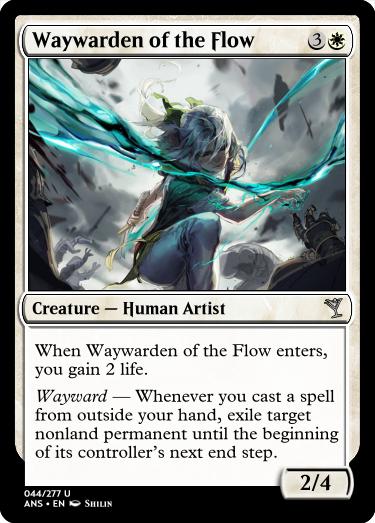 Waywarden of the Flow 3
Creature — Human Artist
When Waywarden of the Flow enters,
you gain 2 life.
Wayward — Whenever you cast a spell
from outside your hand, exile target
nonland permanent until the beginning
of its controller's next end step.
2/4
044/277 U
ANS • EN Shilin